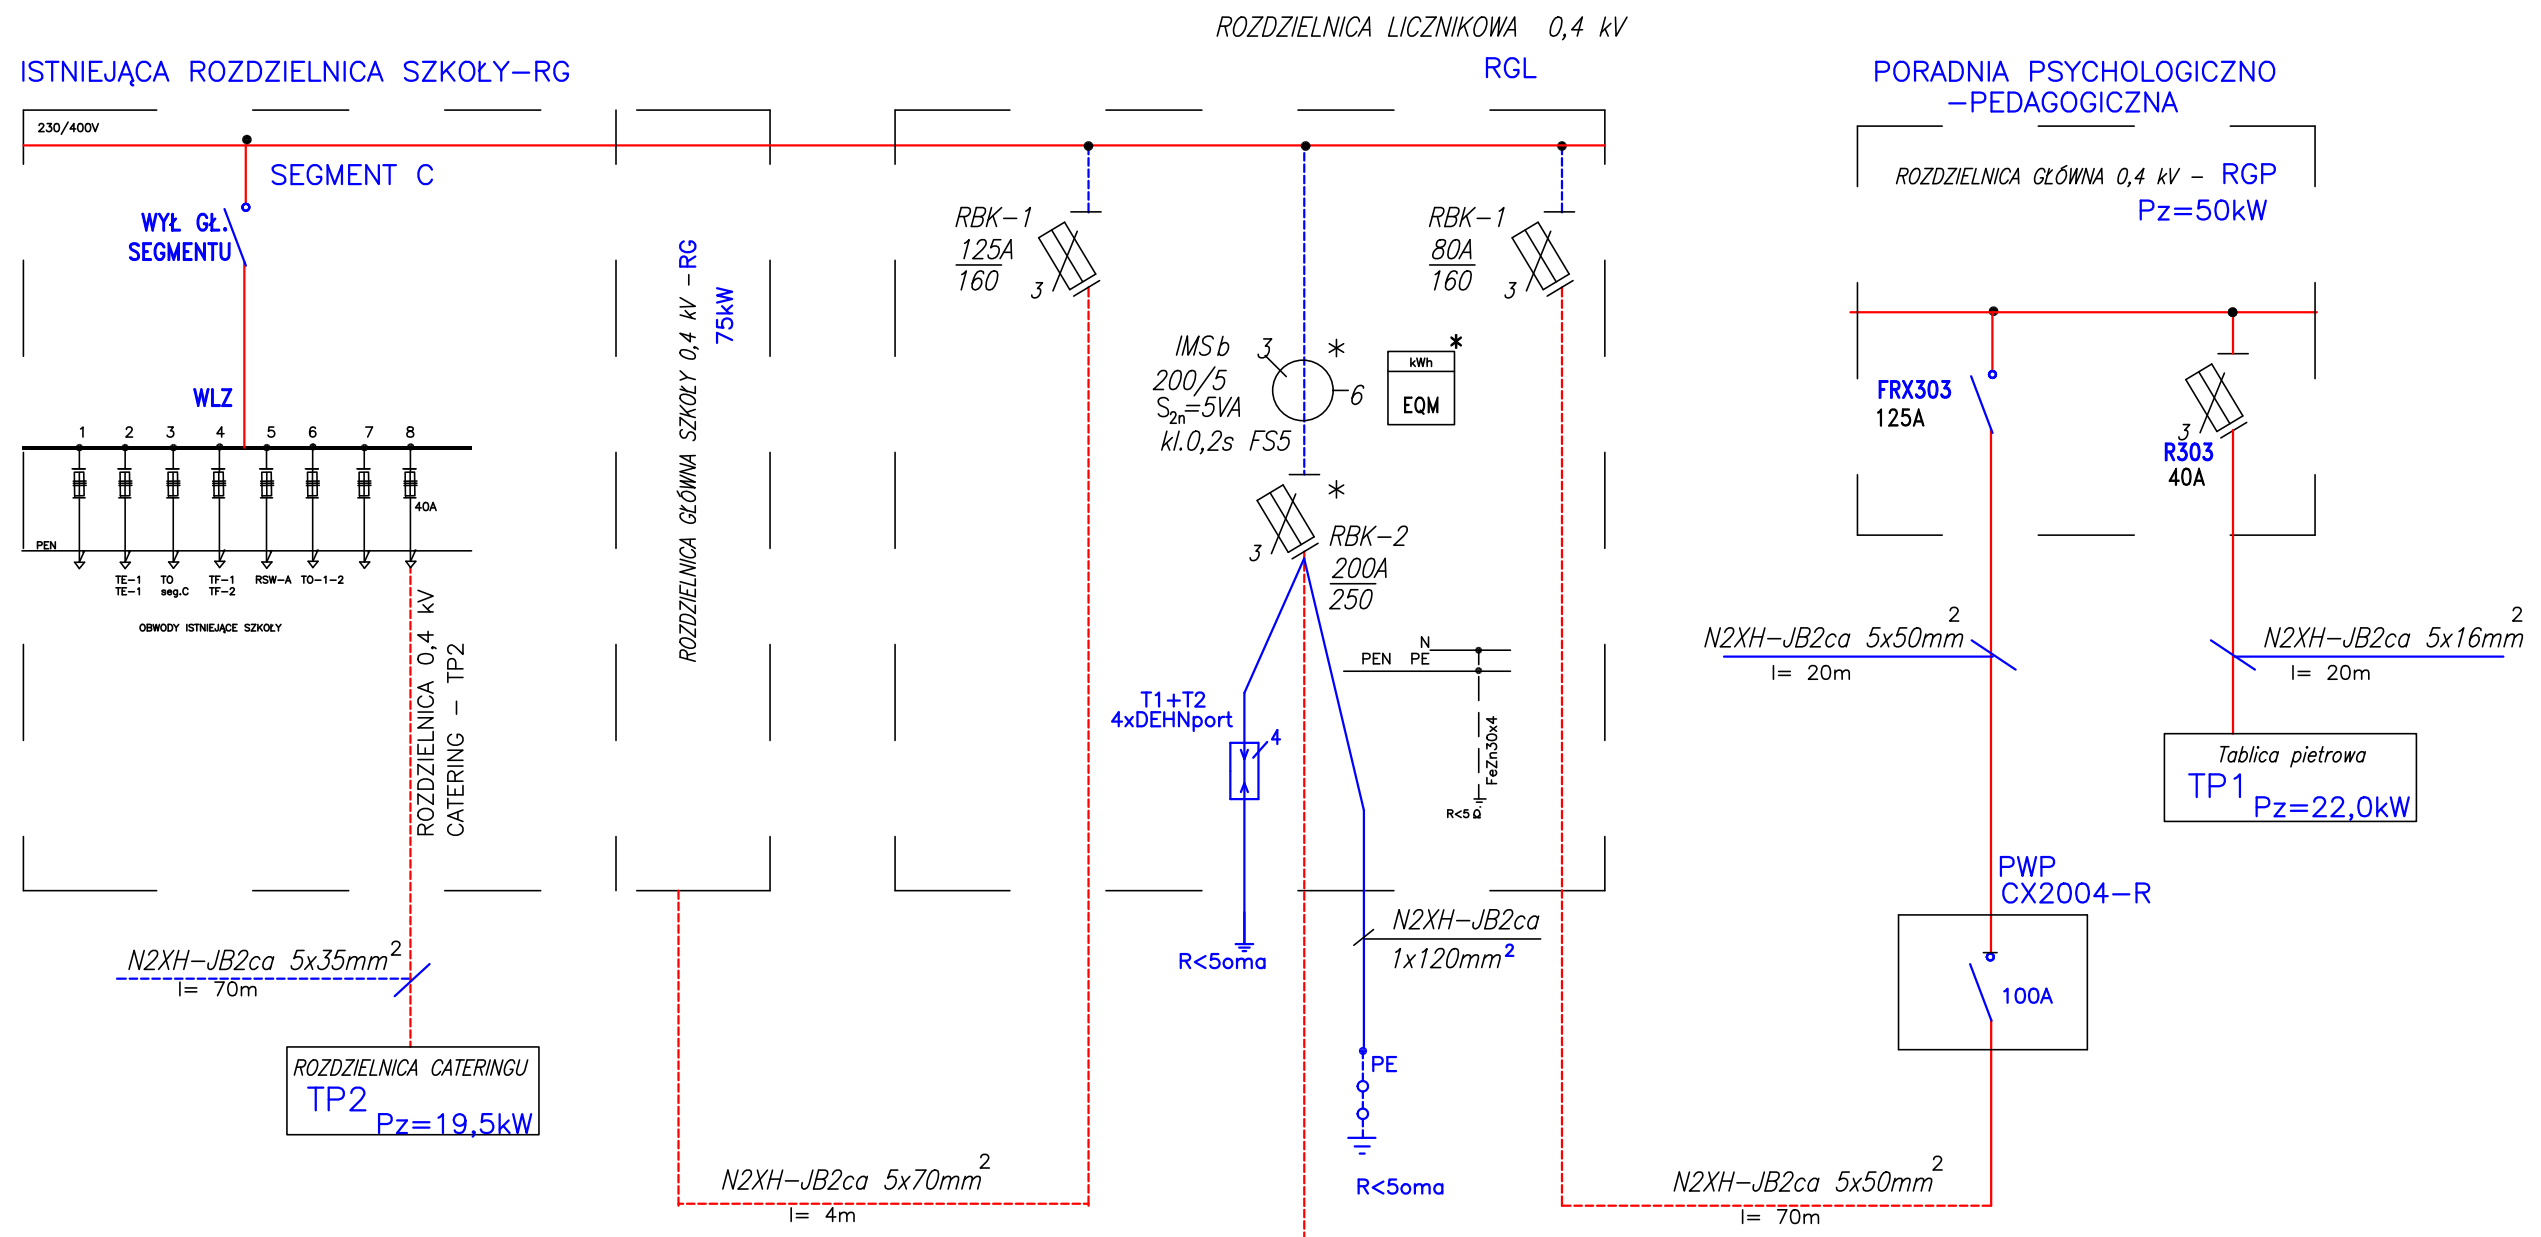 ROZDZIELNICA LICZNIKOWA 0,4 kV
RGL
ISTNIEJĄCA ROZDZIELNICA SZKOŁY-RG
230/400V
SEGMENT C
WYŁ GŁ.
SEGMENTU
WLZ
1 2 3 4 5 6 7 8
40A
PEN
TE-1 TO TF-1 RSW-A TO-1-2
TE-1 seg.C TF-2
OBWODY ISTNIEJĄCE SZKOŁY
ROZDZIELNICA 0,4 kV
CATERING - TP2
N2XH-JB2ca 5x35mm2
l= 70m
ROZDZIELNICA CATERINGU
TP2
Pz=19,5kW
ROZDZIELNICA GŁÓWNA SZKOŁY 0,4 kV -RG
75kW
N2XH-JB2ca 5x70mm2
l= 4m
RBK-1
125A
160
3
IMSb 3 *
200/5
6
S2n=5VA
kl.0,2s FS5
*
kWh
EQM
*
3
RBK-2
200A
250
RBK-1
80A
160
3
N
PEN PE
FeZn30x4
R<5Ω
T1+T2
4xDEHNport
4
R<5oma
N2XH-JB2ca
1x120mm2
PE
R<5oma
N2XH-JB2ca 5x50mm2
l= 70m
PORADNIA PSYCHOLOGICZNO
-PEDAGOGICZNA
ROZDZIELNICA GŁÓWNA 0,4 kV - RGP
Pz=50kW
FRX303
125A
3
R303
40A
N2XH-JB2ca 5x50mm2
l= 20m
N2XH-JB2ca 5x16mm2
l= 20m
Tablica pietrowa
TP1
Pz=22,0kW
PWP
CX2004-R
100A